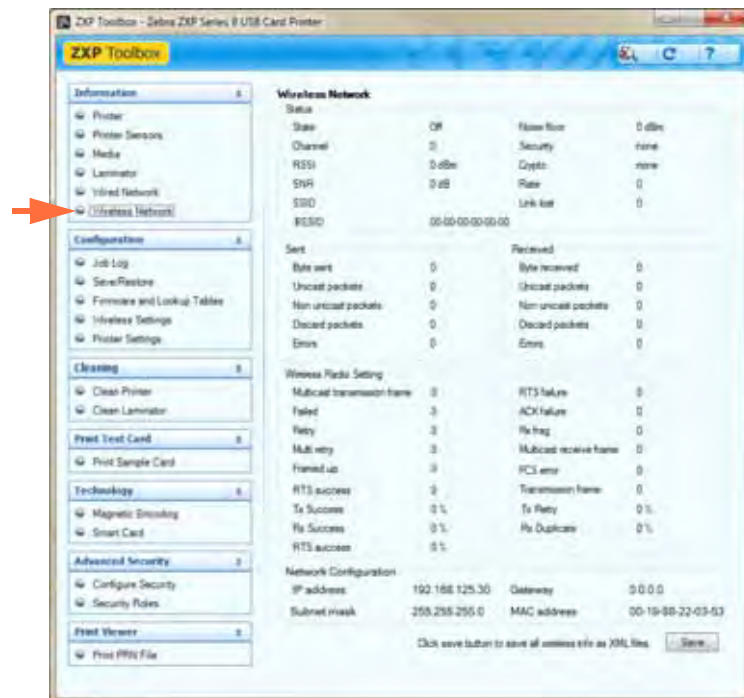 ZXP Toolbox - Zebra ZXP Series 8 USB Card Printer
ZXP Toolbox
Information
Printer
Printer Sensors
Media
Laminator
Wired Network
Wireless Network
Configuration
Job Log
Save/Restore
Firmware and Lookup Tables
Wireless Settings
Printer Settings
Cleaning
Clean Printer
Clean Laminator
Print Test Card
Print Sample Card
Technology
Magnetic Encoding
Smart Card
Advanced Security
Configure Security
Security Roles
Print Viewer
Print PRN File
Wireless Network
Status
State Off Noise floor 0 dBm
Channel 0 Security none
RSSI 0 dBm Crypto none
SNR 0 dB Rate 0
SSID Link lost 0
BSSID 00-00-00-00-00-00
Sent Received
Byte sent 0 Byte received 0
Unicast packets 0 Unicast packets 0
Non unicast packets 0 Non unicast packets 0
Discard packets 0 Discard packets 0
Errors 0 Errors 0
Wireless Radio Setting
Multicast transmission frame 0 RTS failure 0
Failed 0 ACK failure 0
Retry 0 Rx frag 0
Multi retry 0 Multicast receive frame 0
Framed up 0 FCS error 0
RTS success 0 Transmission frame 0
Tx Success 0 % Tx Retry 0 %
Rx Success 0 % Rx Duplicate 0 %
RTS success 0 %
Network Configuration
IP address 192.168.125.30 Gateway 0.0.0.0
Subnet mask 255.255.255.0 MAC address 00-19-88-22-03-53
Click save button to save all wireless info as XML files. Save